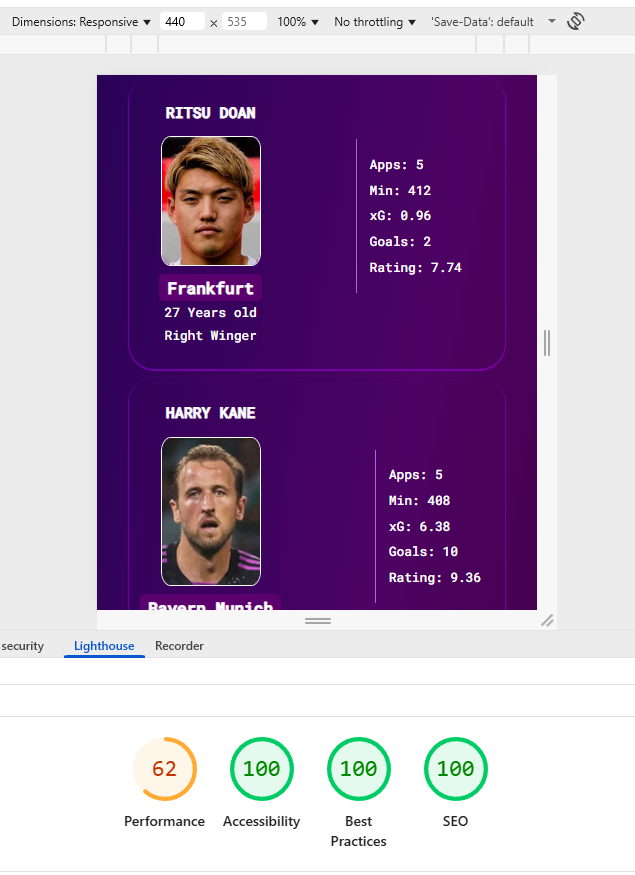 Dimensions: Responsive 440 × 535 100% No throttling 'Save-Data': default
RITSU DOAN
Apps: 5
Min: 412
xG: 0.96
Goals: 2
Rating: 7.74
Frankfurt
27 Years old
Right Winger
HARRY KANE
Apps: 5
Min: 408
xG: 6.38
Goals: 10
Rating: 9.36
Bayern Munich
security Lighthouse Recorder
62 100 100 100
Performance Accessibility Best SEO
Practices